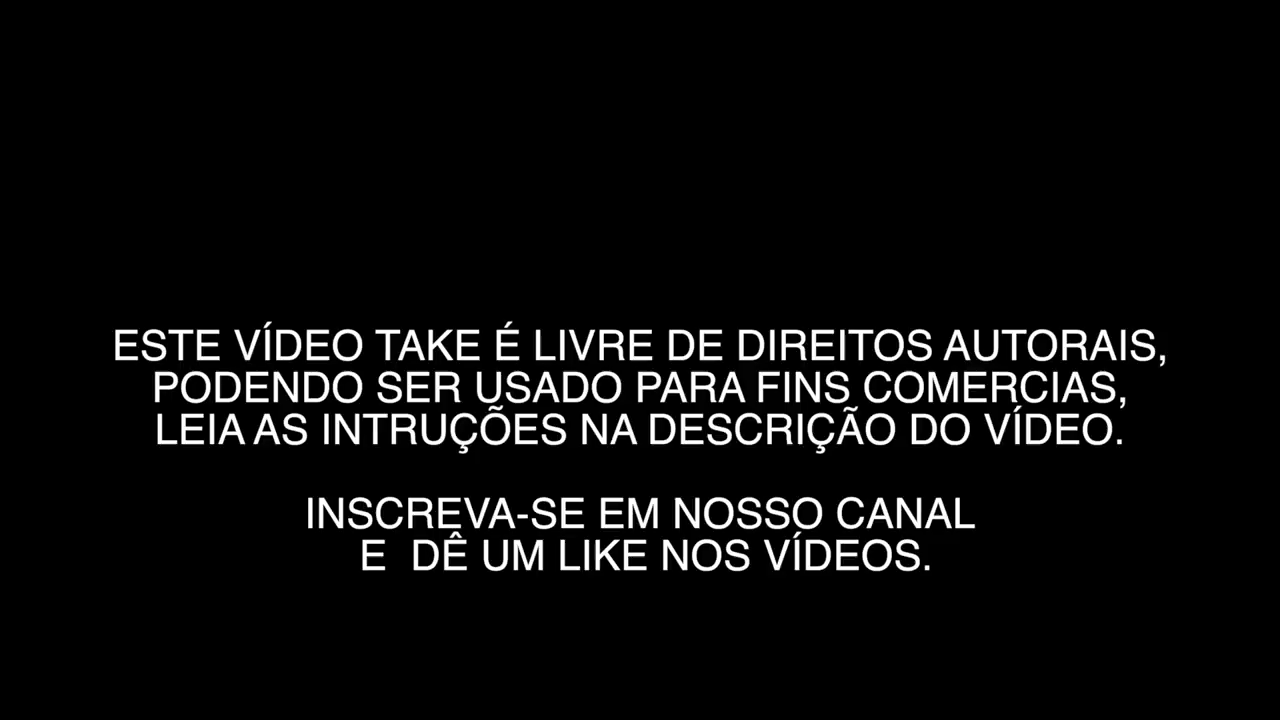 ESTE VÍDEO TAKE É LIVRE DE DIREITOS AUTORAIS,
PODENDO SER USADO PARA FINS COMERCIAS,
LEIA AS INTRUÇÕES NA DESCRIÇÃO DO VÍDEO.
INSCREVA-SE EM NOSSO CANAL
E  DÊ UM LIKE NOS VÍDEOS.